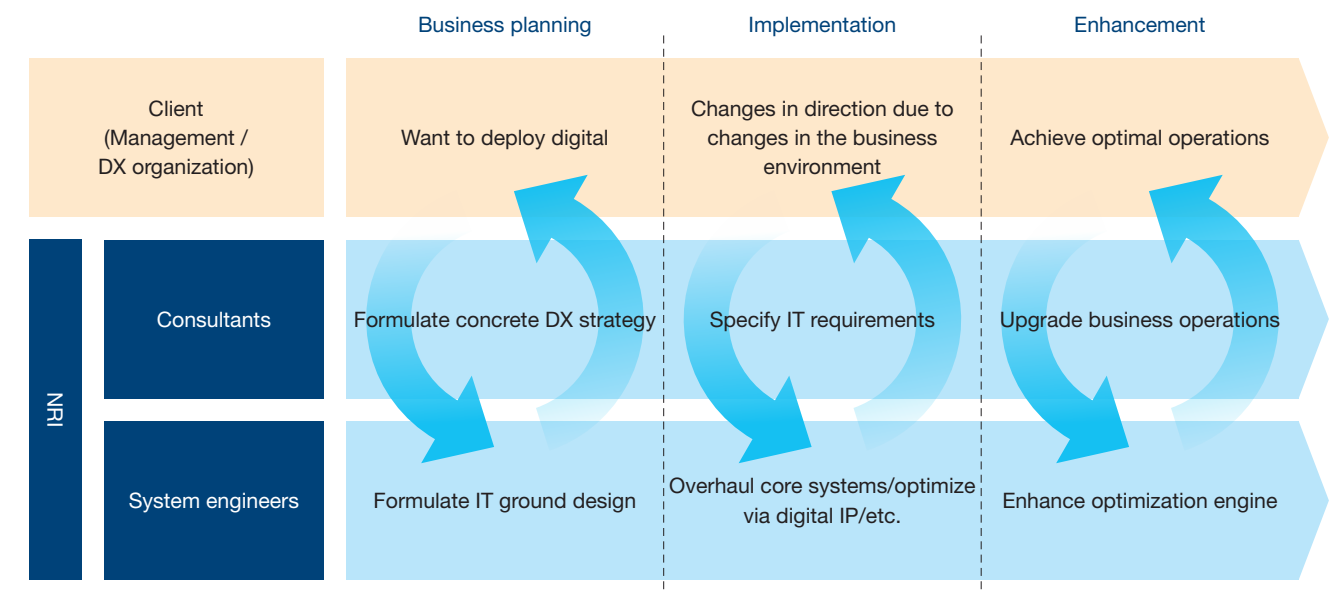 Business planning
Implementation
Enhancement
Client
(Management /
DX organization)
Want to deploy digital
Changes in direction due to
changes in the business
environment
Achieve optimal operations
NRI
Consultants
Formulate concrete DX strategy
Specify IT requirements
Upgrade business operations
System engineers
Formulate IT ground design
Overhaul core systems/optimize
via digital IP/etc.
Enhance optimization engine